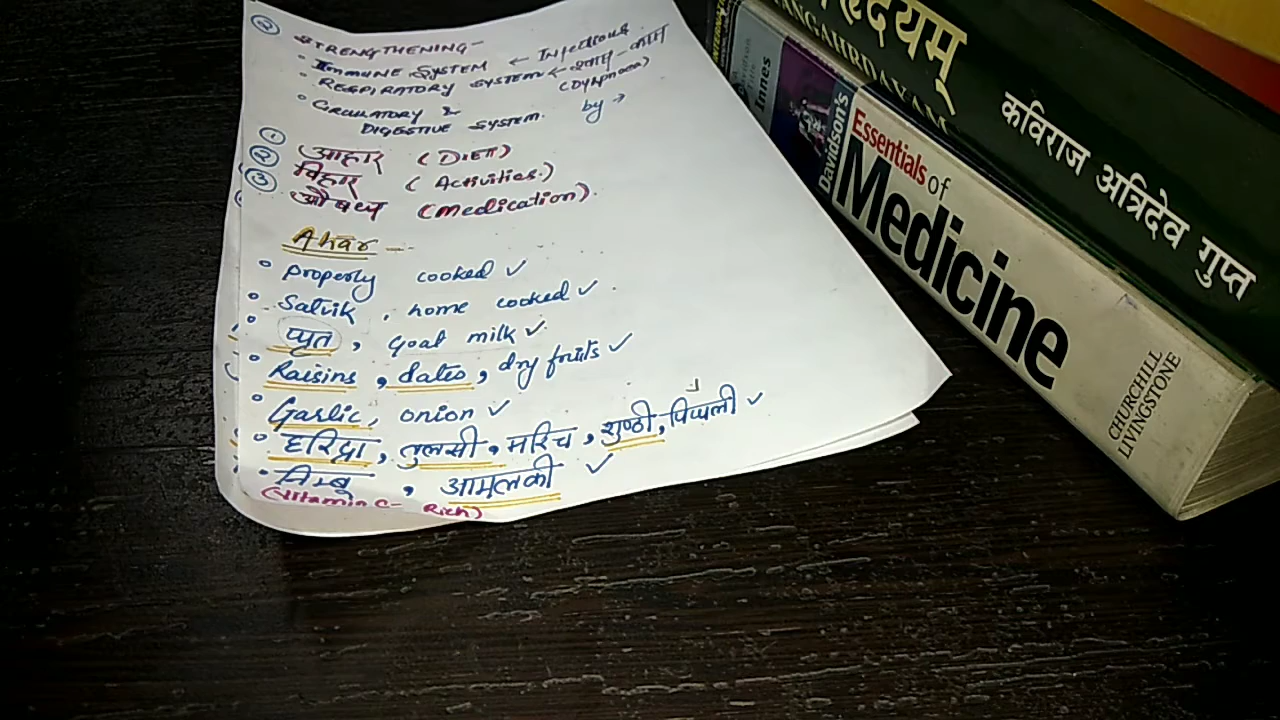 ② STRENGTHENING -
• IMMUNE SYSTEM ← Infectious
• RESPIRATORY SYSTEM ← श्वास - कास
(Dyspnoea)
• CIRCULATORY &
DIGESTIVE SYSTEM. by →
① आहार (DIET)
② विहार (Activities.)
③ औषध (Medication).
Ahar -
• properly cooked ✓
• Satvik, home cooked ✓
• घृत, goat milk ✓
• Raisins, dates, dry fruits ✓
• Garlic, onion ✓
• हरिद्रा, तुलसी, मरिच, शुण्ठी, पिप्पली ✓
• निम्बू, आमलकी ✓
(Vitamin C- Rich)
Innes
Davidson's
Essentials of
Medicine
CHURCHILL
LIVINGSTONE
हृदयम्
कविराज अत्रिदेव गुप्त